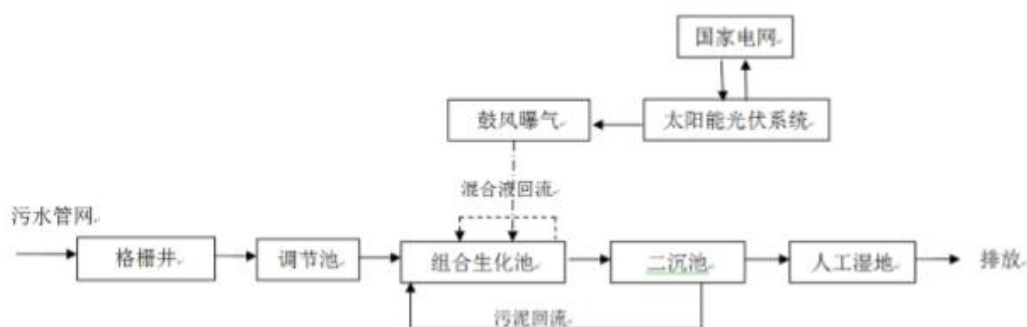 国家电网
鼓风曝气
太阳能光伏系统
混合液回流
污水管网
格栅井
调节池
组合生化池
二沉池
人工湿地
排放
污泥回流